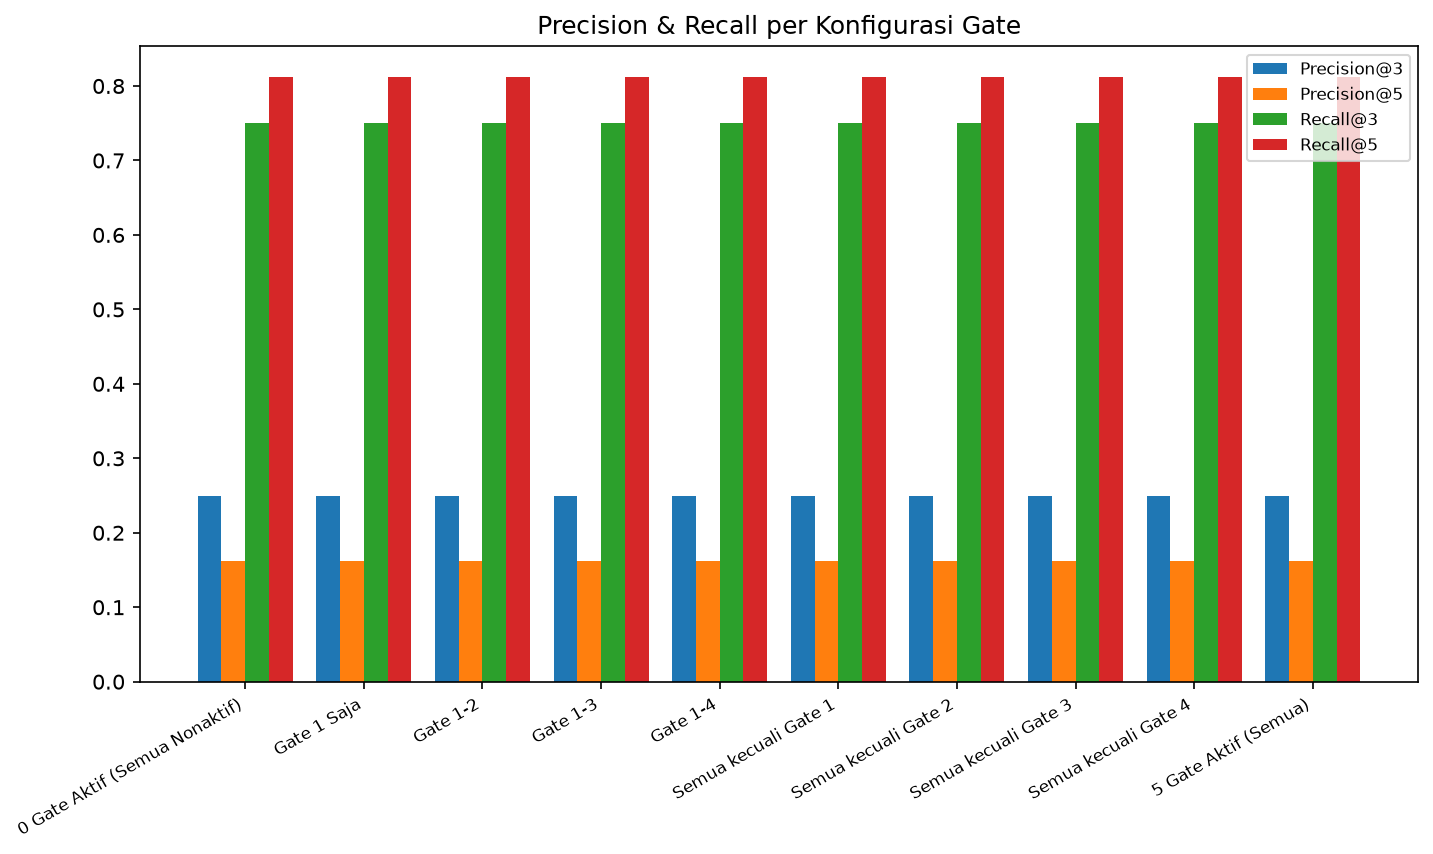 Precision & Recall per Konfigurasi Gate
Precision@3
Precision@5
Recall@3
Recall@5
0.8
0.7
0.6
0.5
0.4
0.3
0.2
0.1
0.0
0 Gate Aktif (Semua Nonaktif)
Gate 1 Saja
Gate 1-2
Gate 1-3
Gate 1-4
Semua kecuali Gate 1
Semua kecuali Gate 2
Semua kecuali Gate 3
Semua kecuali Gate 4
5 Gate Aktif (Semua)